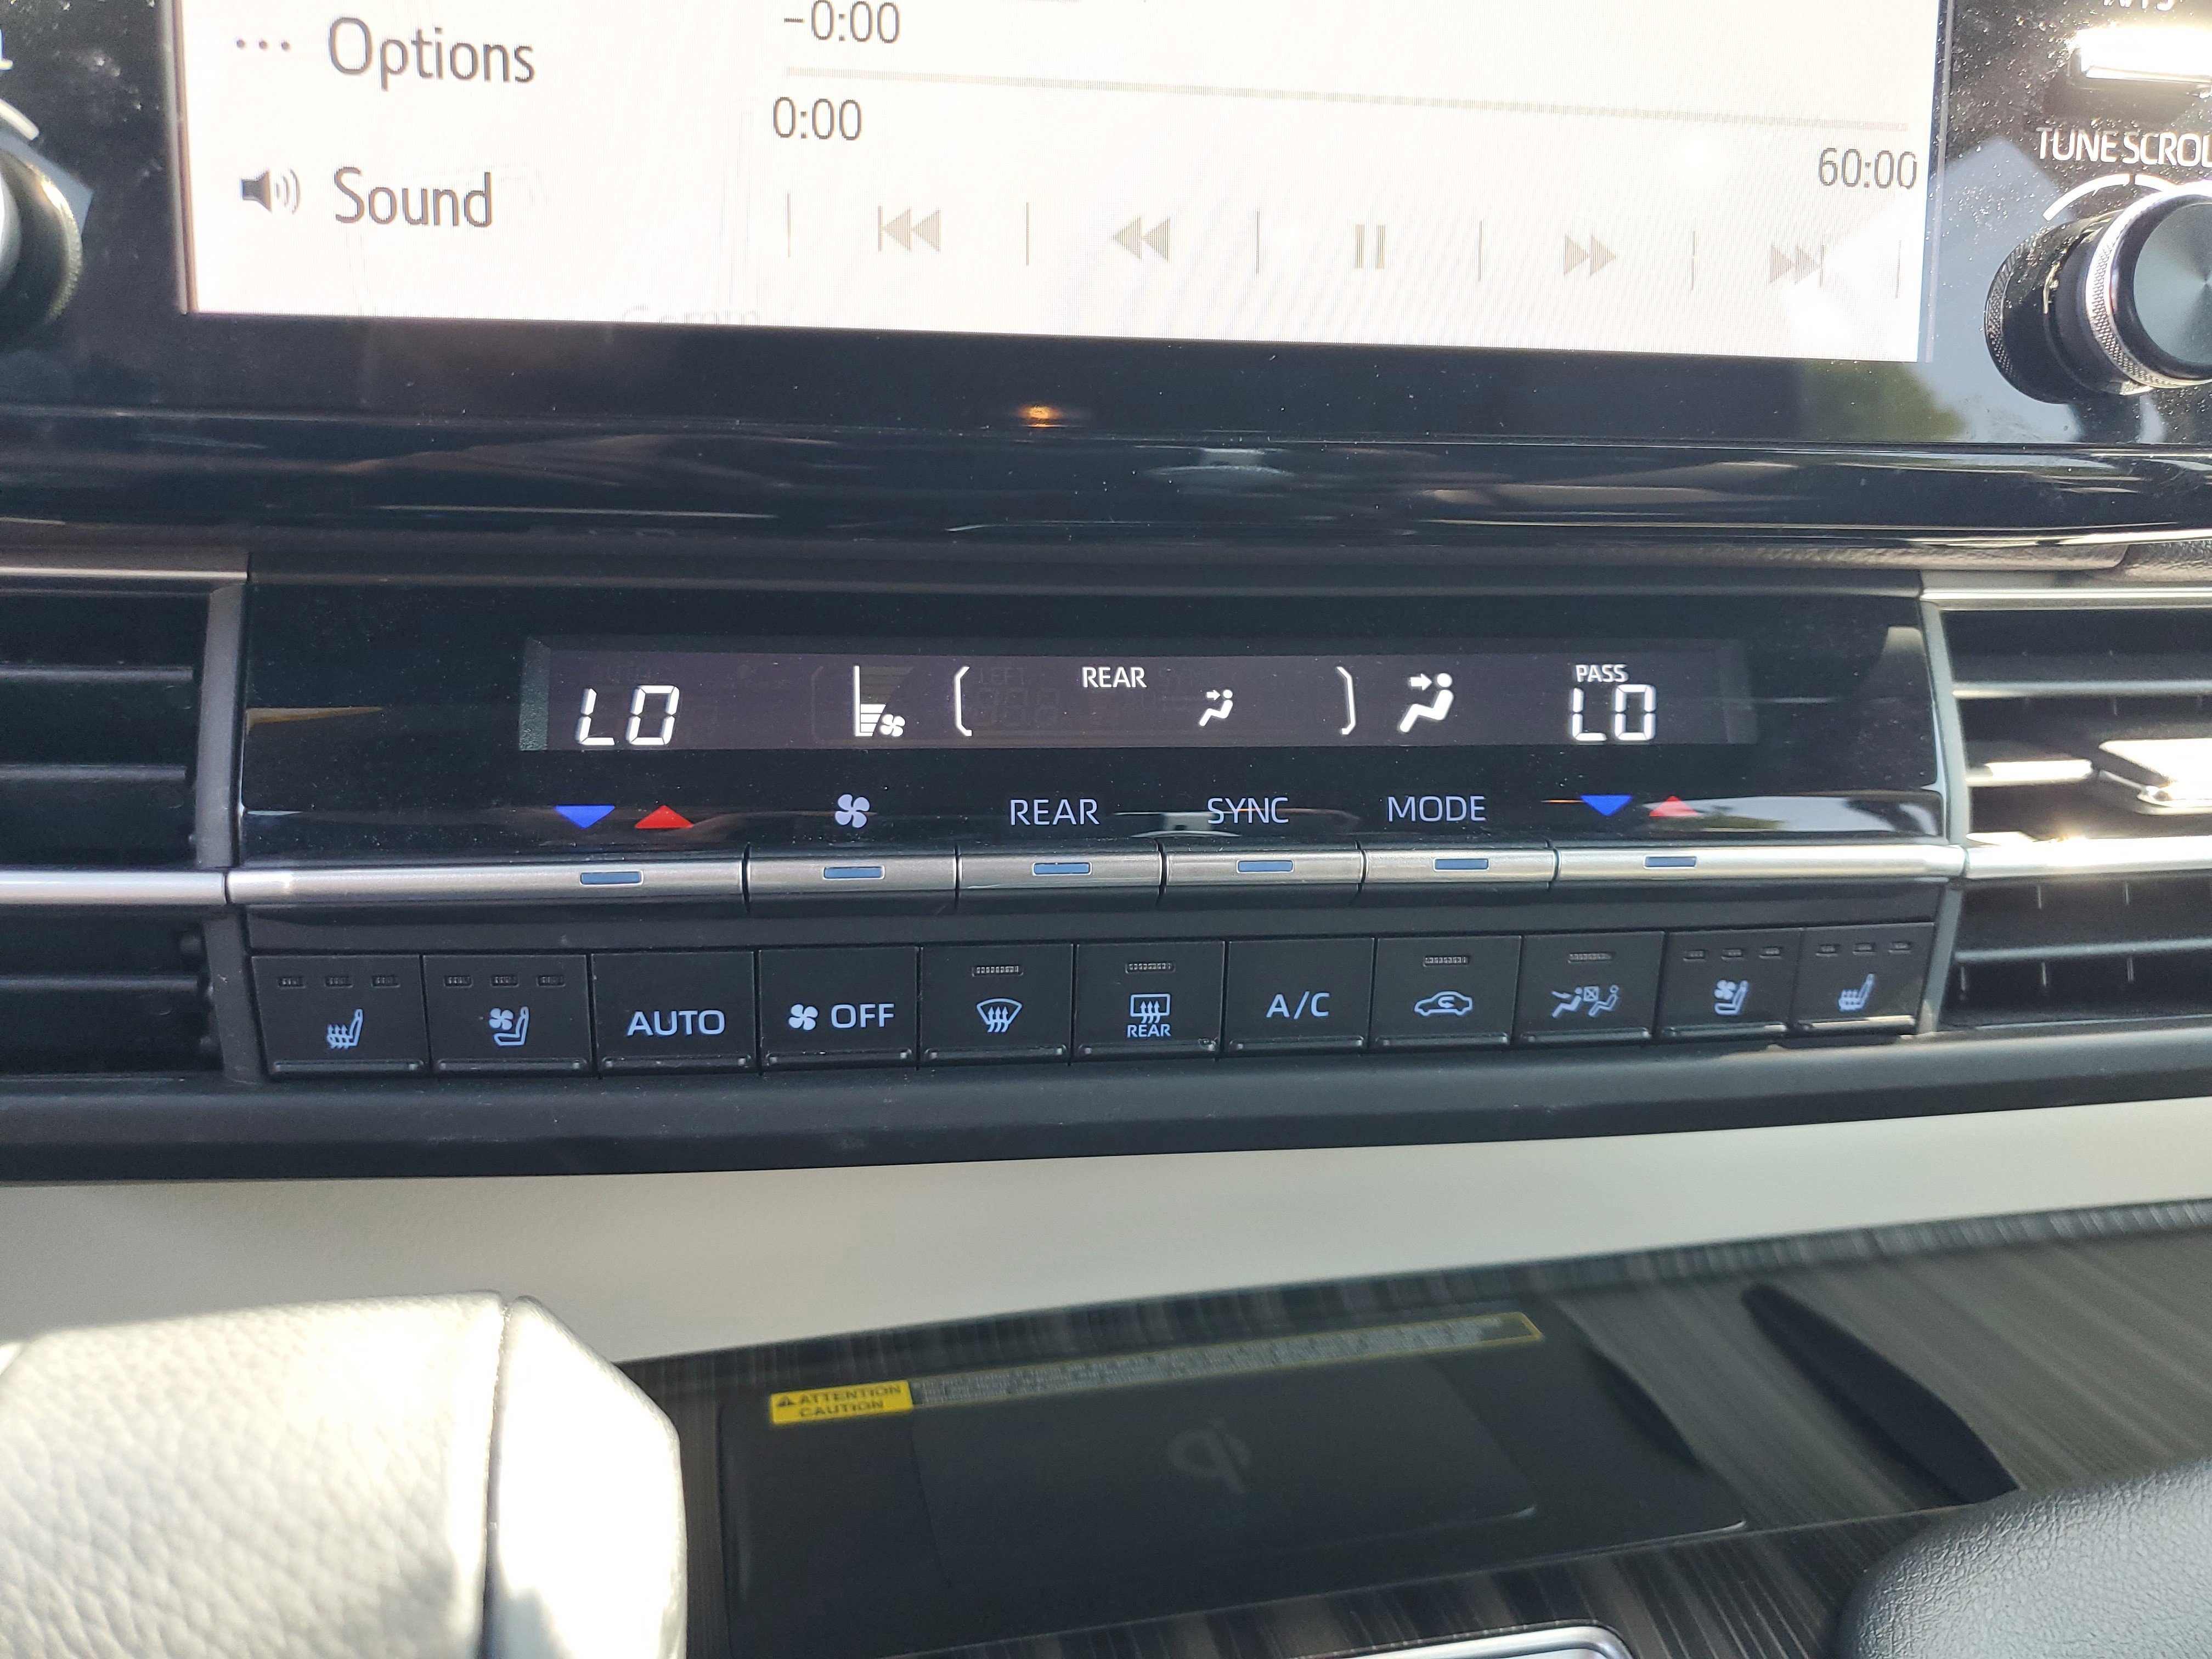 Options
-0:00
0:00
60:00
Sound
TUNE SCROL
REAR
PASS
LO
LO
REAR
SYNC
MODE
AUTO
OFF
REAR
A/C
ATTENTION
CAUTION